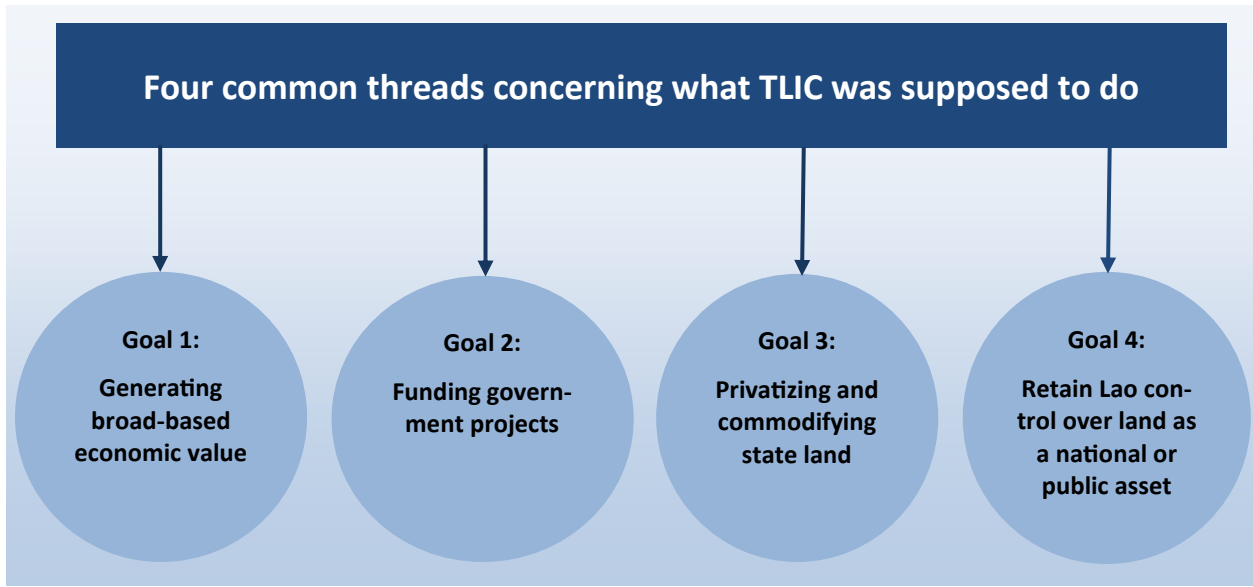 Four common threads concerning what TLIC was supposed to do
Goal 1:
Generating
broad-based
economic value
Goal 2:
Funding govern-
ment projects
Goal 3:
Privatizing and
commodifying
state land
Goal 4:
Retain Lao con-
trol over land as
a national or
public asset